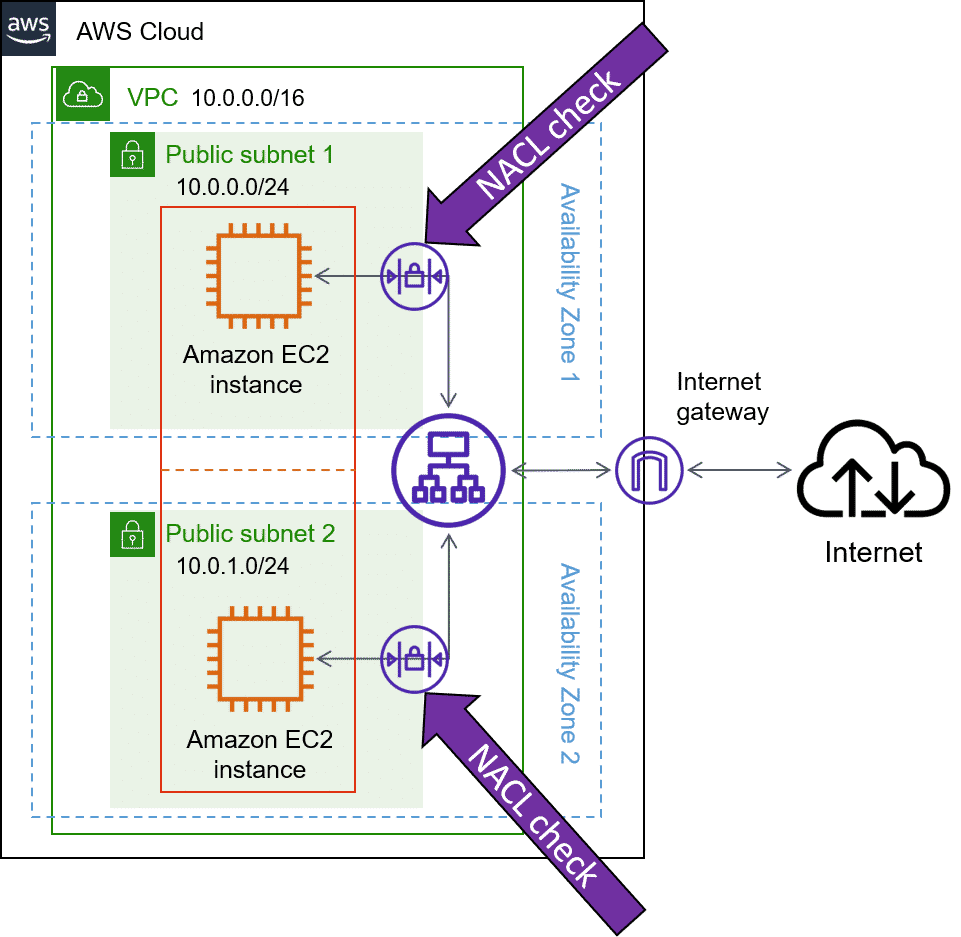 aws
AWS Cloud
VPC 10.0.0.0/16
NACL check
Public subnet 1
10.0.0.0/24
Amazon EC2
instance
Availability Zone 1
Internet
gateway
Internet
Public subnet 2
10.0.1.0/24
Amazon EC2
instance
Availability Zone 2
NACL check